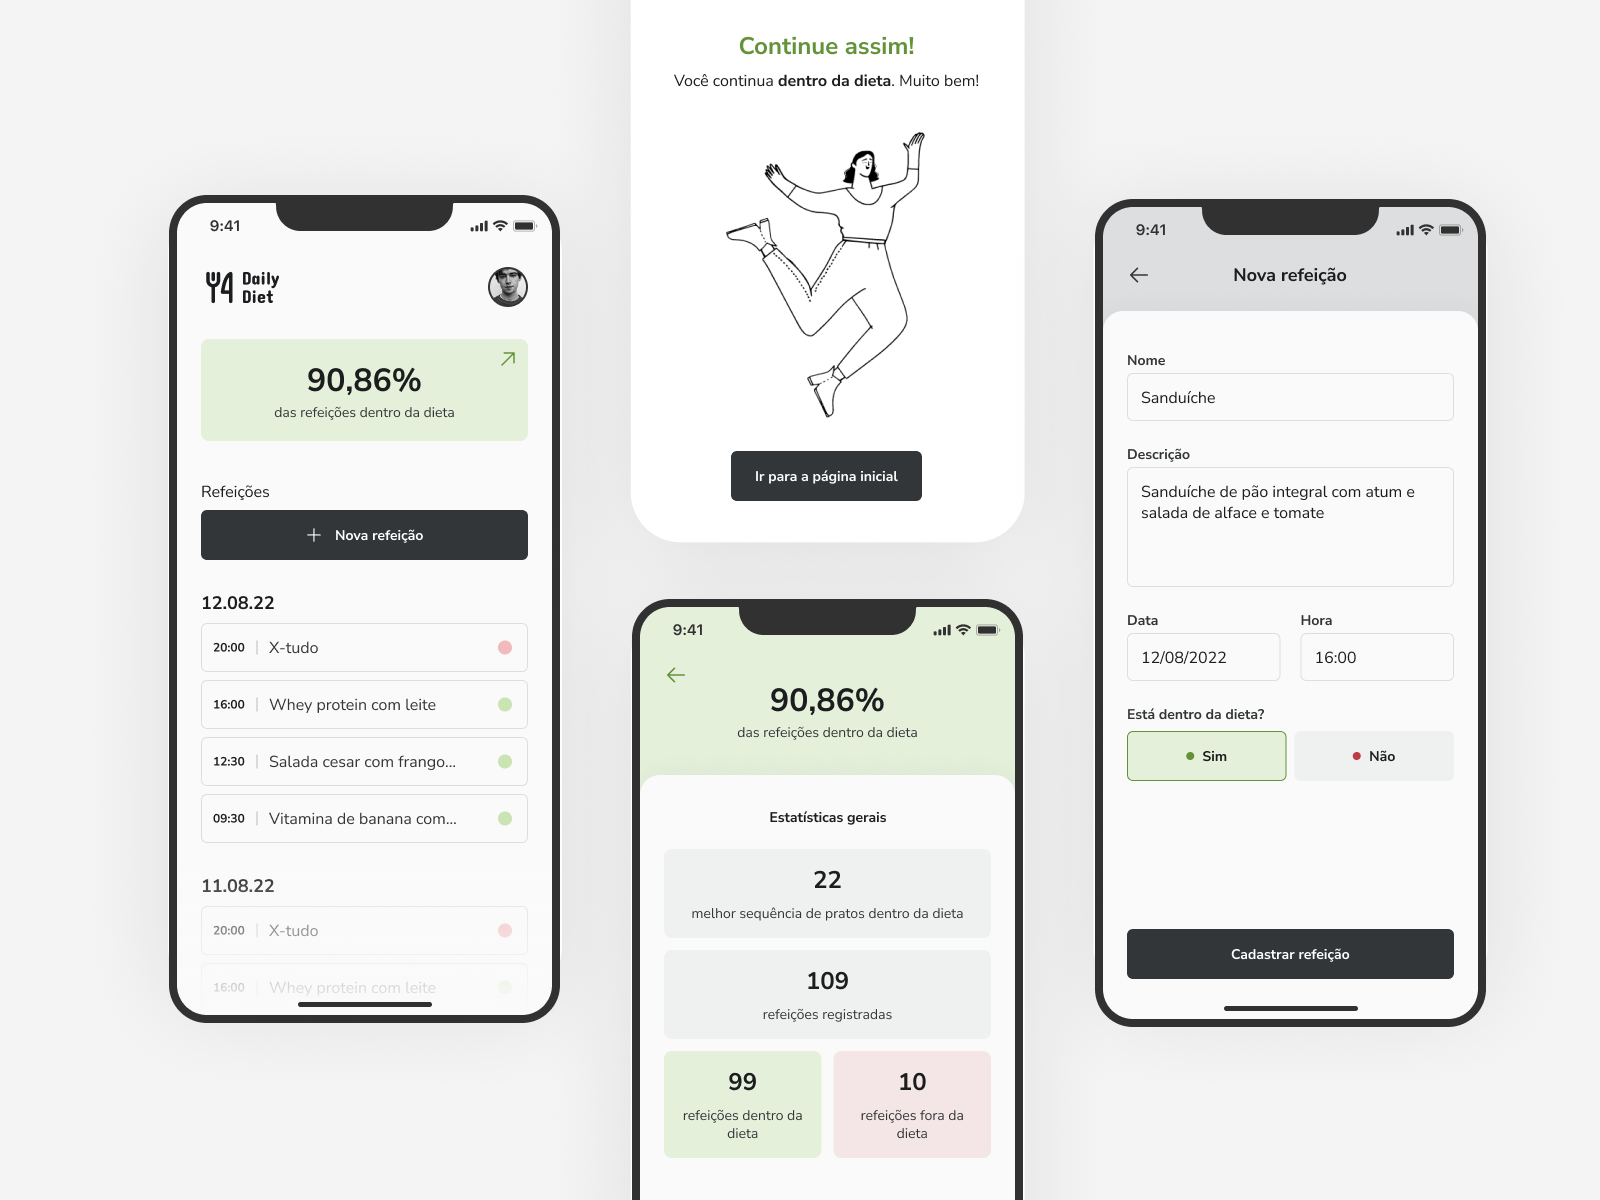 9:41
Daily
Diet
90,86%
das refeições dentro da dieta
Refeições
Nova refeição
12.08.22
20:00 X-tudo
16:00 Whey protein com leite
12:30 Salada cesar com frango...
09:30 Vitamina de banana com...
11.08.22
20:00 X-tudo
16:00 Whey protein com leite
Continue assim!
Você continua dentro da dieta. Muito bem!
Ir para a página inicial
9:41
90,86%
das refeições dentro da dieta
Estatísticas gerais
22
melhor sequência de pratos dentro da dieta
109
refeições registradas
99
refeições dentro da
dieta
10
refeições fora da
dieta
9:41
Nova refeição
Nome
Sanduíche
Descrição
Sanduíche de pão integral com atum e
salada de alface e tomate
Data Hora
12/08/2022 16:00
Está dentro da dieta?
Sim Não
Cadastrar refeição